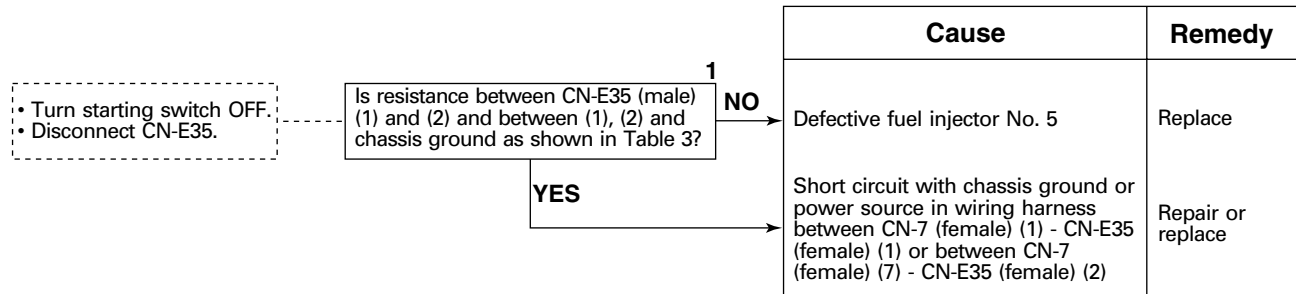 Cause
Remedy
• Turn starting switch OFF.
• Disconnect CN-E35.
1
Is resistance between CN-E35 (male)
(1) and (2) and between (1), (2) and
chassis ground as shown in Table 3?
NO
Defective fuel injector No. 5
Replace
YES
Short circuit with chassis ground or
power source in wiring harness
between CN-7 (female) (1) - CN-E35
(female) (1) or between CN-7
(female) (7) - CN-E35 (female) (2)
Repair or
replace